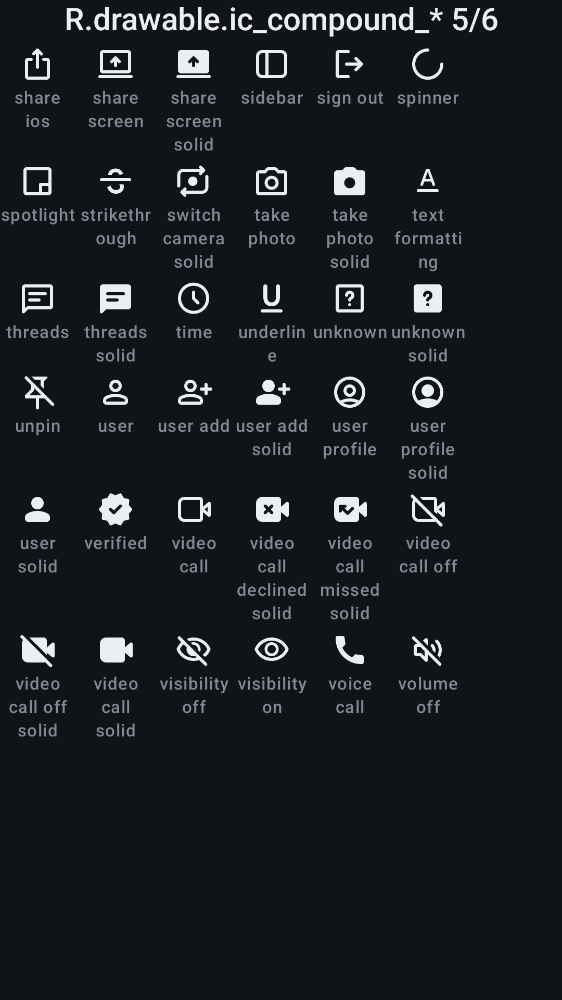 R.drawable.ic_compound_* 5/6
share ios
share screen
share screen solid
sidebar
sign out
spinner
spotlight
strikethr
ough
switch camera solid
take photo
take photo solid
text formatti
ng
threads
threads solid
time
underlin
e
unknown
unknown solid
unpin
user
user add
user add solid
user profile
user profile solid
user solid
verified
video call
video call declined solid
video call missed solid
video call off
video call off solid
video call solid
visibility off
visibility on
voice call
volume off